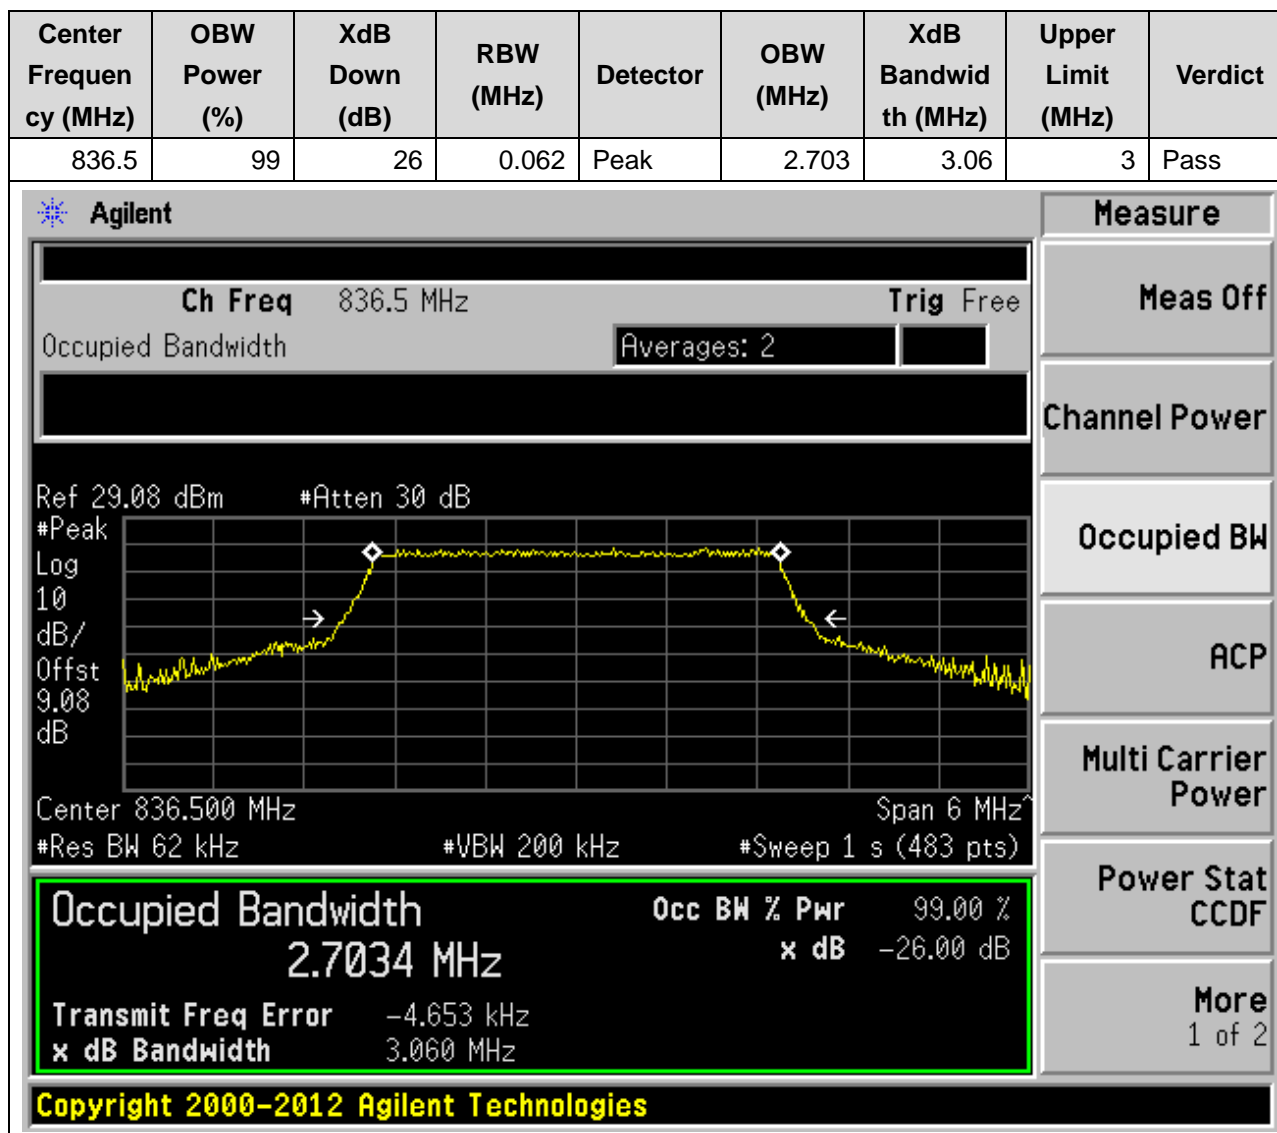 Center Frequen cy (MHz) OBW Power (%) XdB Down (dB) RBW (MHz) Detector OBW (MHz) XdB Bandwid th (MHz) Upper Limit (MHz) Verdict
836.5 99 26 0.062 Peak 2.703 3.06 3 Pass
Agilent
Measure
Ch Freq 836.5 MHz Trig Free
Occupied Bandwidth Averages: 2
Ref 29.08 dBm #Atten 30 dB
#Peak
Log
10
dB/
Offst
9.08
dB
Center 836.500 MHz Span 6 MHz^
#Res BW 62 kHz #VBW 200 kHz #Sweep 1 s (483 pts)
Occupied Bandwidth Occ BW % Pwr 99.00 %
2.7034 MHz x dB -26.00 dB
Transmit Freq Error -4.653 kHz
x dB Bandwidth 3.060 MHz
Copyright 2000-2012 Agilent Technologies
Meas Off
Channel Power
Occupied BW
ACP
Multi Carrier
Power
Power Stat
CCDF
More
1 of 2